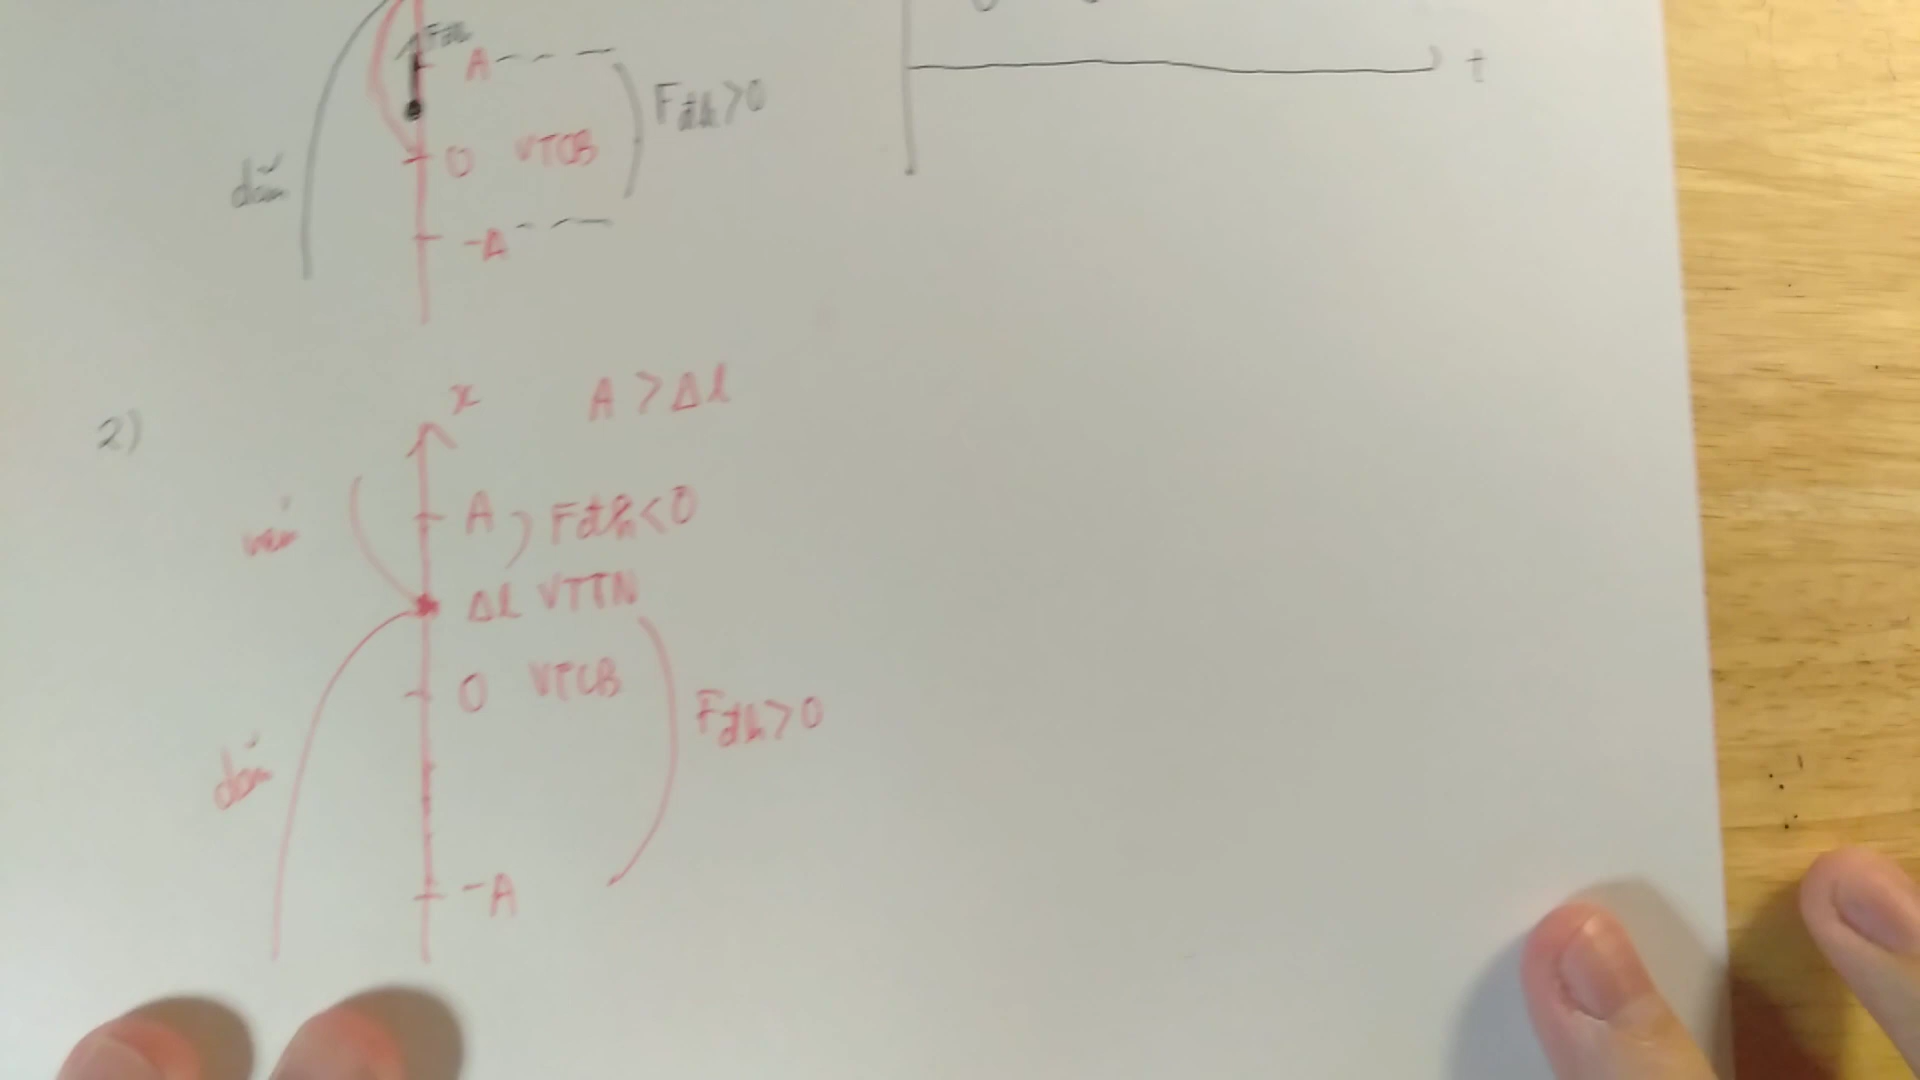 Fđh
A
Fđh>0
t
O VTCB
dãn
-A
x
A > Δl
2)
A
Fđh<0
nén
Δl VTTN
O VTCB
Fđh>0
dãn
-A